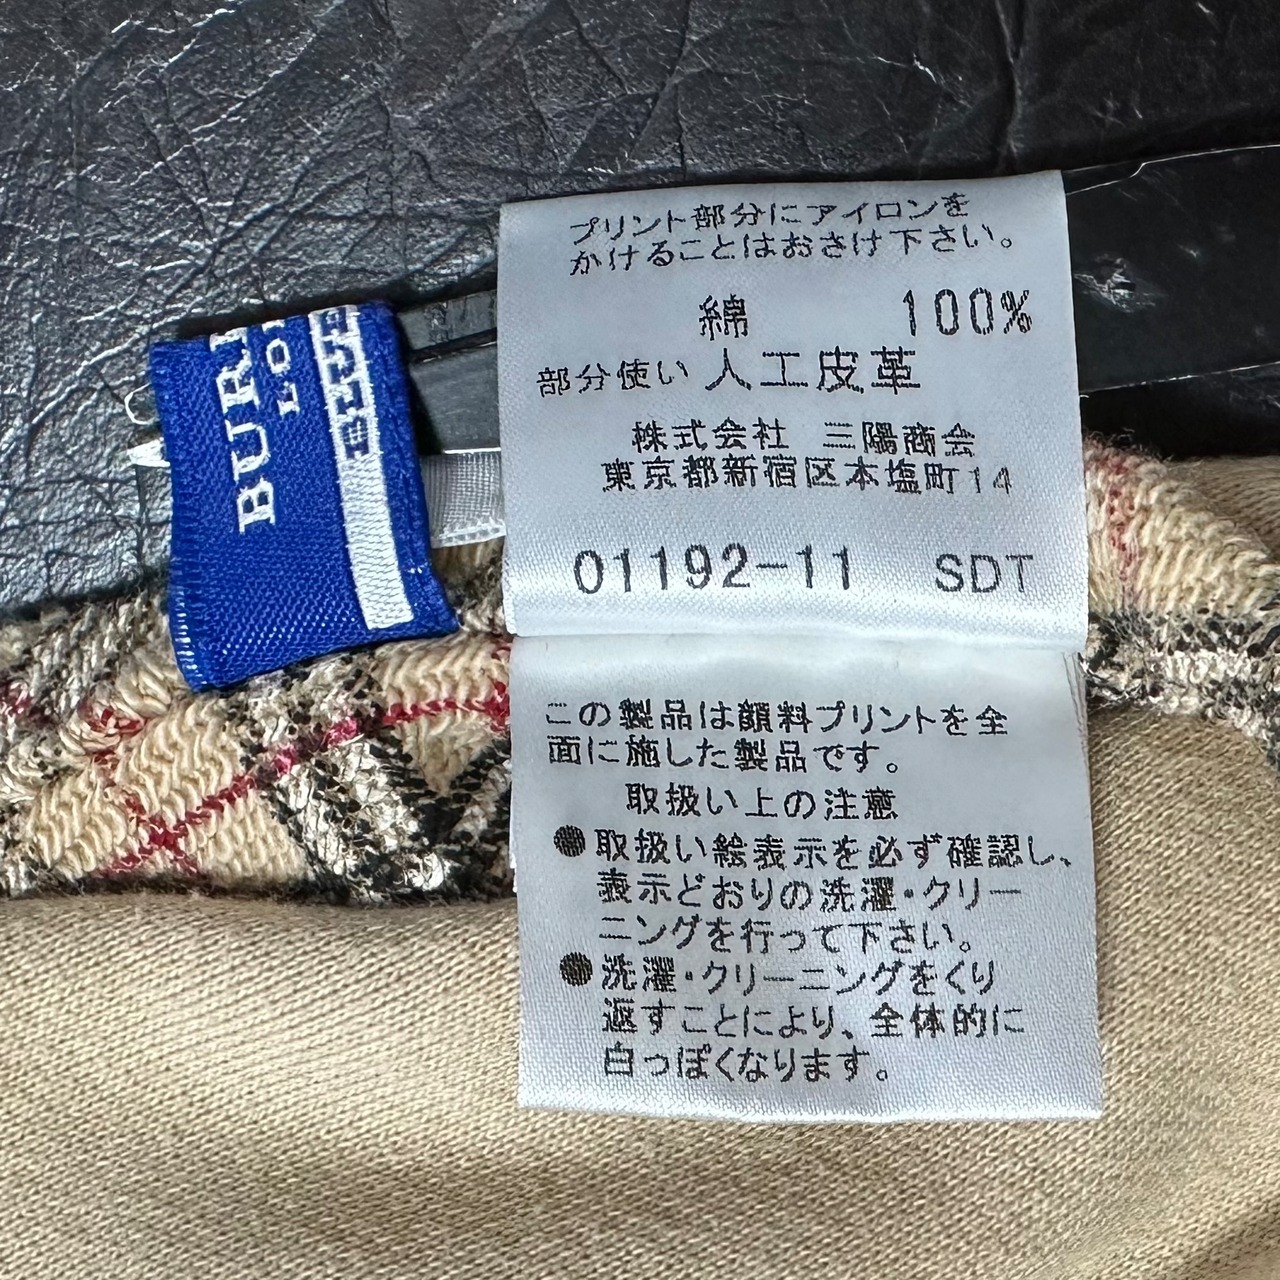 プリント部分にアイロンを
かけることはおさけ下さい。
綿 100%
部分使い 人工皮革
株式会社 三陽商会
東京都新宿区本塩町14
01192-11 SDT
この製品は顔料プリントを全
面に施した製品です。
取扱い上の注意
●取扱い絵表示を必ず確認し、
表示どおりの洗濯・クリー
ニングを行って下さい。
●洗濯・クリーニングをくり
返すことにより、全体的に
白っぽくなります。